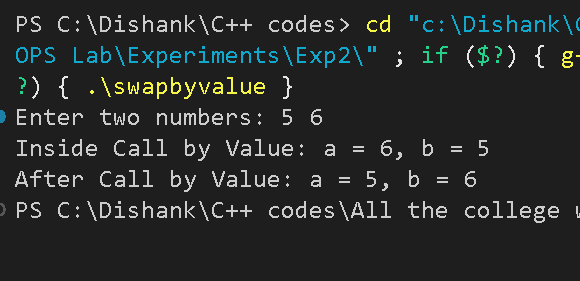 PS C:\Dishank\C++ codes> cd "c:\Dishank\
OPS Lab\Experiments\Exp2\" ; if ($?) { g
?) { .\swapbyvalue }
Enter two numbers: 5 6
Inside Call by Value: a = 6, b = 5
After Call by Value: a = 5, b = 6
PS C:\Dishank\C++ codes\All the college